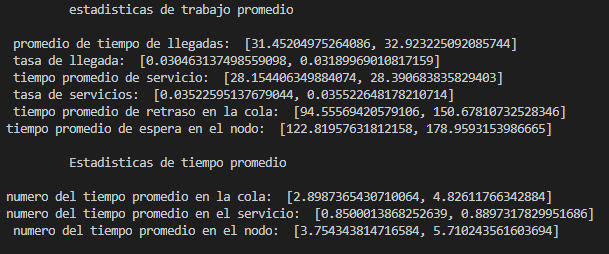 estadisticas de trabajo promedio
promedio de tiempo de llegadas: [31.45204975264086, 32.923225092085744]
tasa de llegada: [0.030463137498559098, 0.03189969010817159]
tiempo promedio de servicio: [28.154406349884074, 28.390683835829403]
tasa de servicios: [0.03522595137679044, 0.035522648178210714]
tiempo promedio de retraso en la cola: [94.55569420579106, 150.67810732528346]
tiempo promedio de espera en el nodo: [122.81957631812158, 178.9593153986665]
Estadisticas de tiempo promedio
numero del tiempo promedio en la cola: [2.8987365430710064, 4.82611766342884]
numero del tiempo promedio en el servicio: [0.8500013868252639, 0.8897317829951686]
numero del tiempo promedio en el nodo: [3.754343814716584, 5.710243561603694]